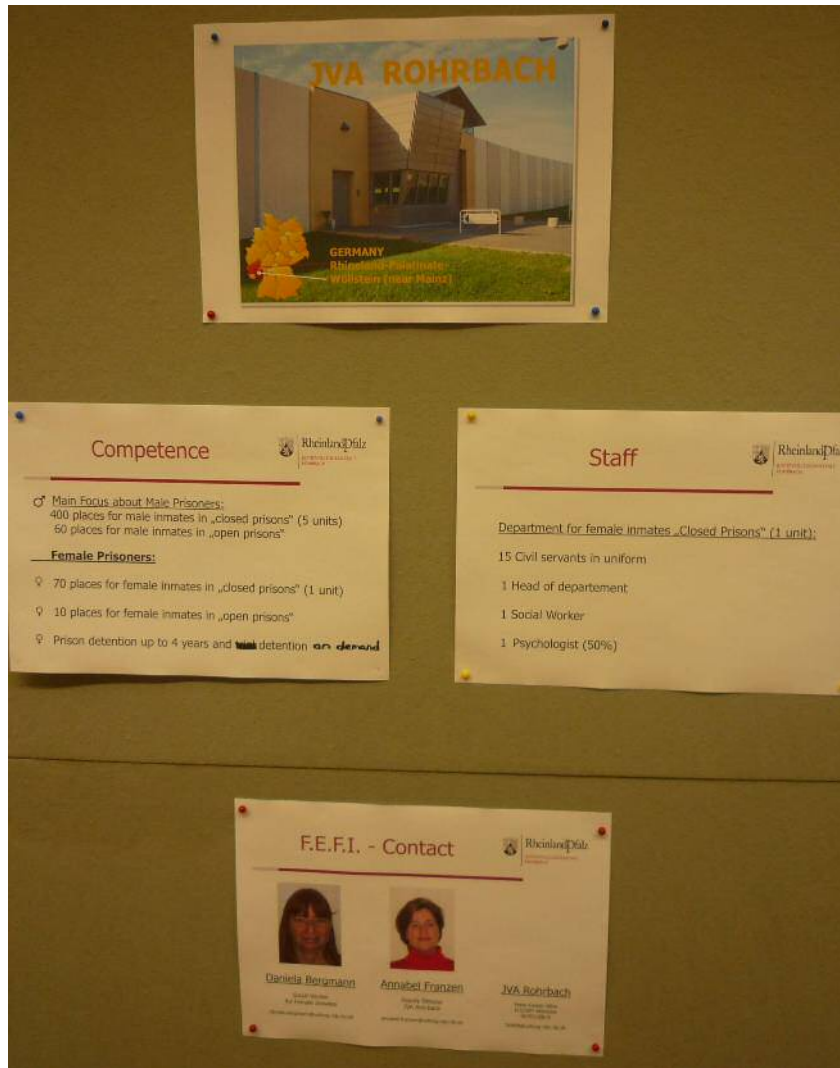 JVA ROHRBACH
GERMANY
Rhineland-Palatinate-
Wöllstein (near Mainz)
Competence
RheinlandPfalz
♂ Main Focus about Male Prisoners:
400 places for male inmates in „closed prisons“ (5 units)
60 places for male inmates in „open prisons“
Female Prisoners:
♀ 70 places for female inmates in „closed prisons“ (1 unit)
♀ 10 places for female inmates in „open prisons“
♀ Prison detention up to 4 years and detention on demand
Staff
RheinlandPfalz
Department for female inmates „Closed Prisons“ (1 unit):
15 Civil servants in uniform
1 Head of departement
1 Social Worker
1 Psychologist (50%)
F.E.F.I. - Contact
RheinlandPfalz
Daniela Bergmann
Annabel Franzen
JVA Rohrbach